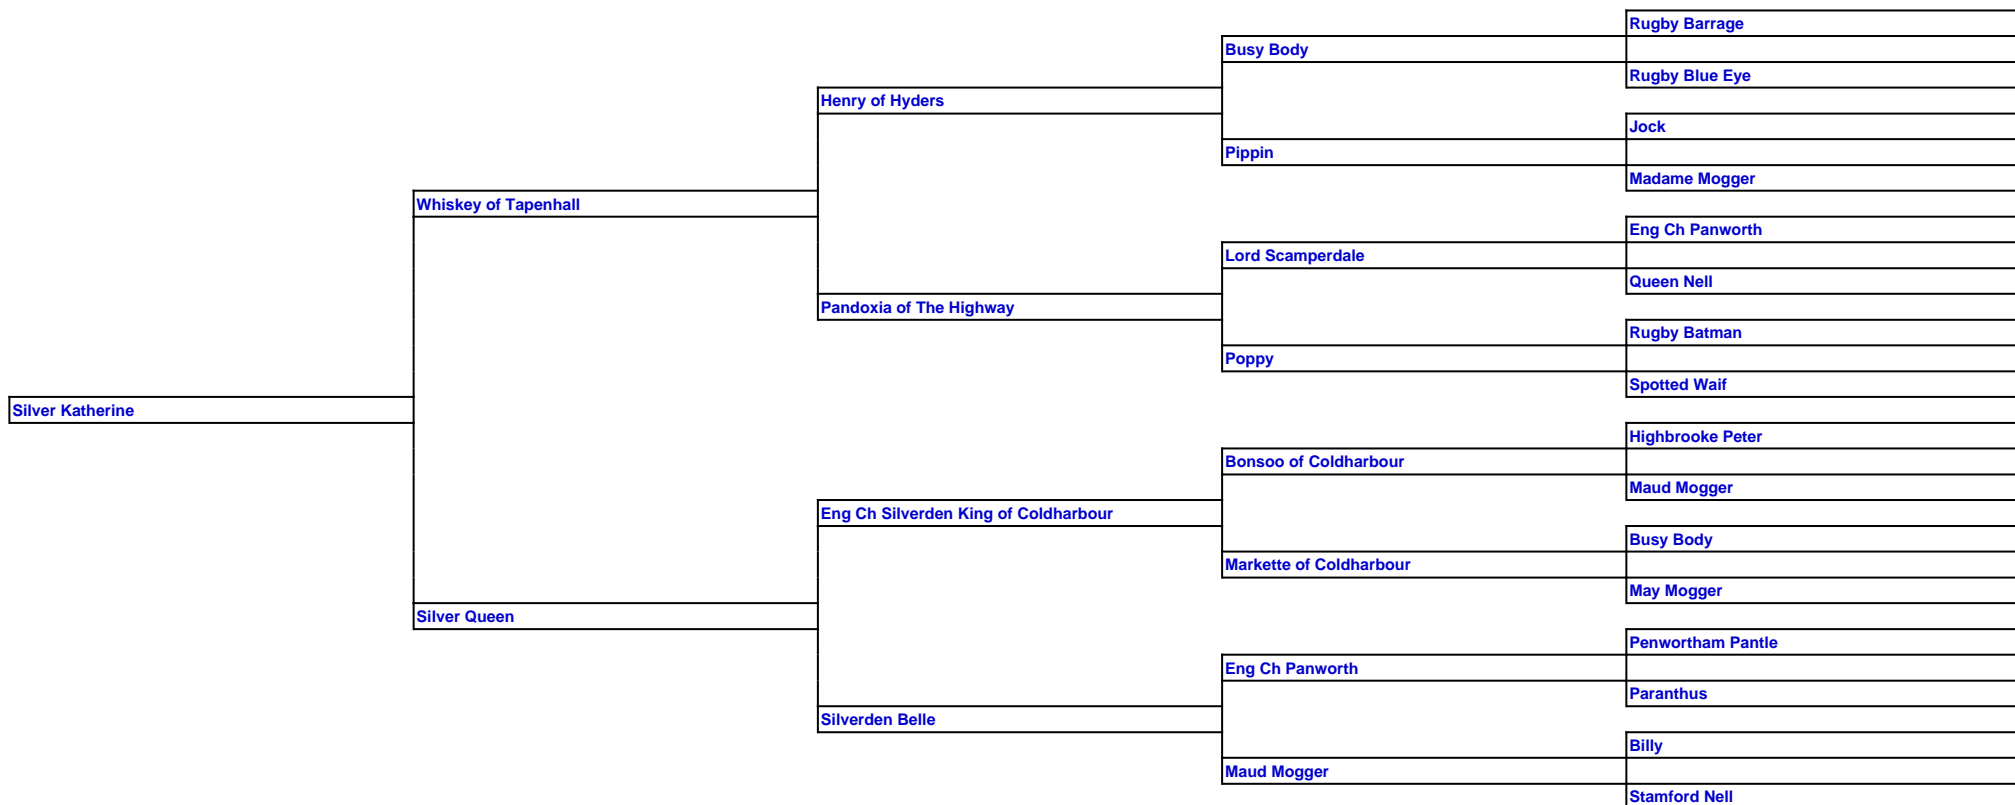 Rugby Barrage
Busy Body
Rugby Blue Eye
Henry of Hyders
Jock
Pippin
Madame Mogger
Whiskey of Tapenhall
Eng Ch Panworth
Lord Scamperdale
Queen Nell
Pandoxia of The Highway
Rugby Batman
Poppy
Spotted Waif
Silver Katherine
Highbrooke Peter
Bonsoo of Coldharbour
Maud Mogger
Eng Ch Silverden King of Coldharbour
Busy Body
Markette of Coldharbour
May Mogger
Silver Queen
Penwortham Pantle
Eng Ch Panworth
Paranthus
Silverden Belle
Billy
Maud Mogger
Stamford Nell